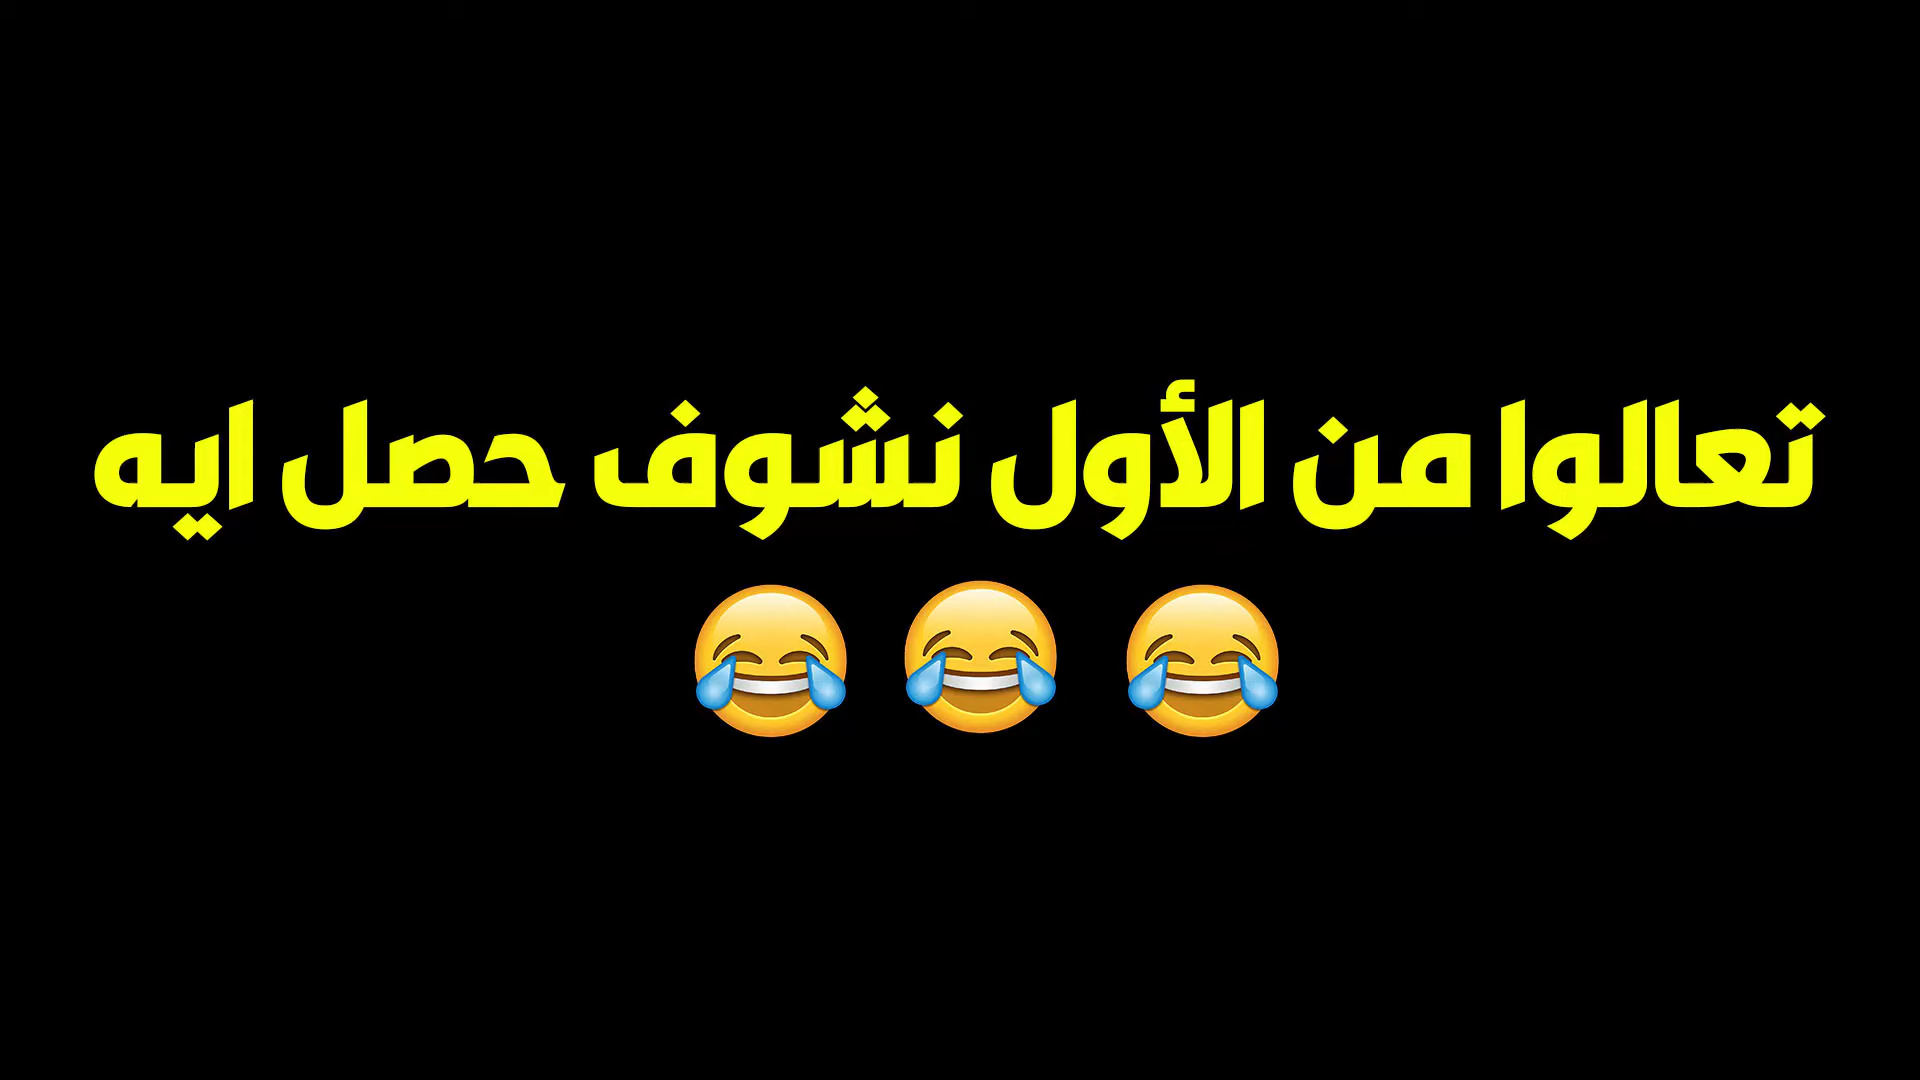 تعالوا من الأول نشوف حصل ايه
😂 😂 😂